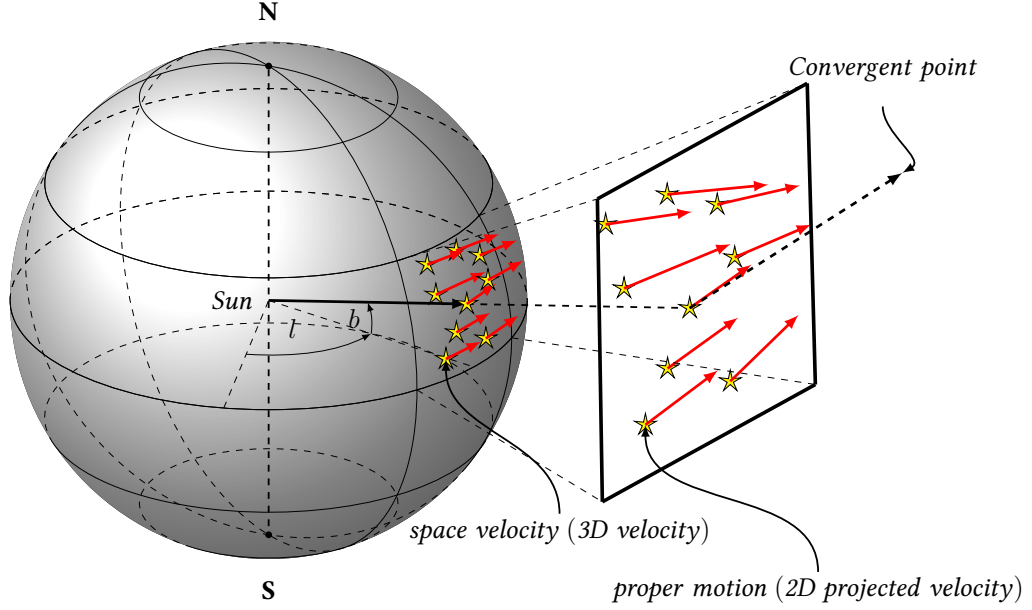 N
Convergent point
Sun
l
b
space velocity (3D velocity)
S
proper motion (2D projected velocity)